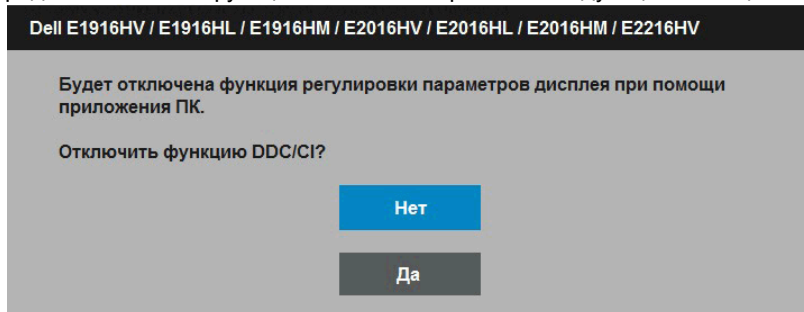 Dell E1916HV / E1916HL / E1916HM / E2016HV / E2016HL / E2016HM / E2216HV
Будет отключена функция регулировки параметров дисплея при помощи
приложения ПК.
Отключить функцию DDC/CI?
Нет
Да